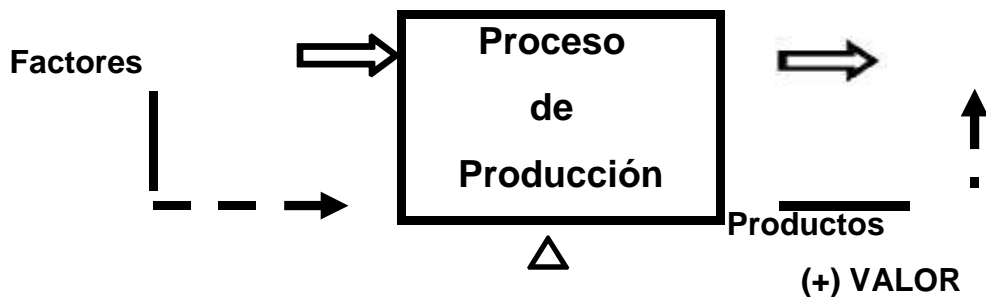 Factores
Proceso
de
Producción
Productos
(+) VALOR